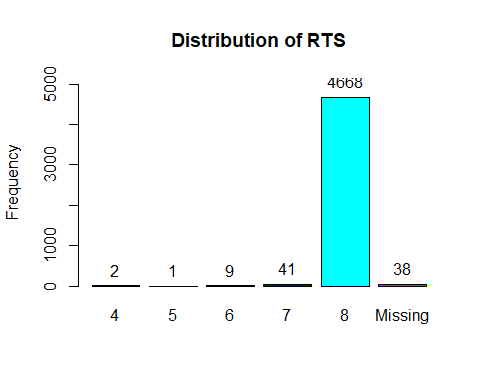 Distribution of RTS
Frequency
5000
3000
1000
0
2 1 9 41 4668 38
4 5 6 7 8 Missing